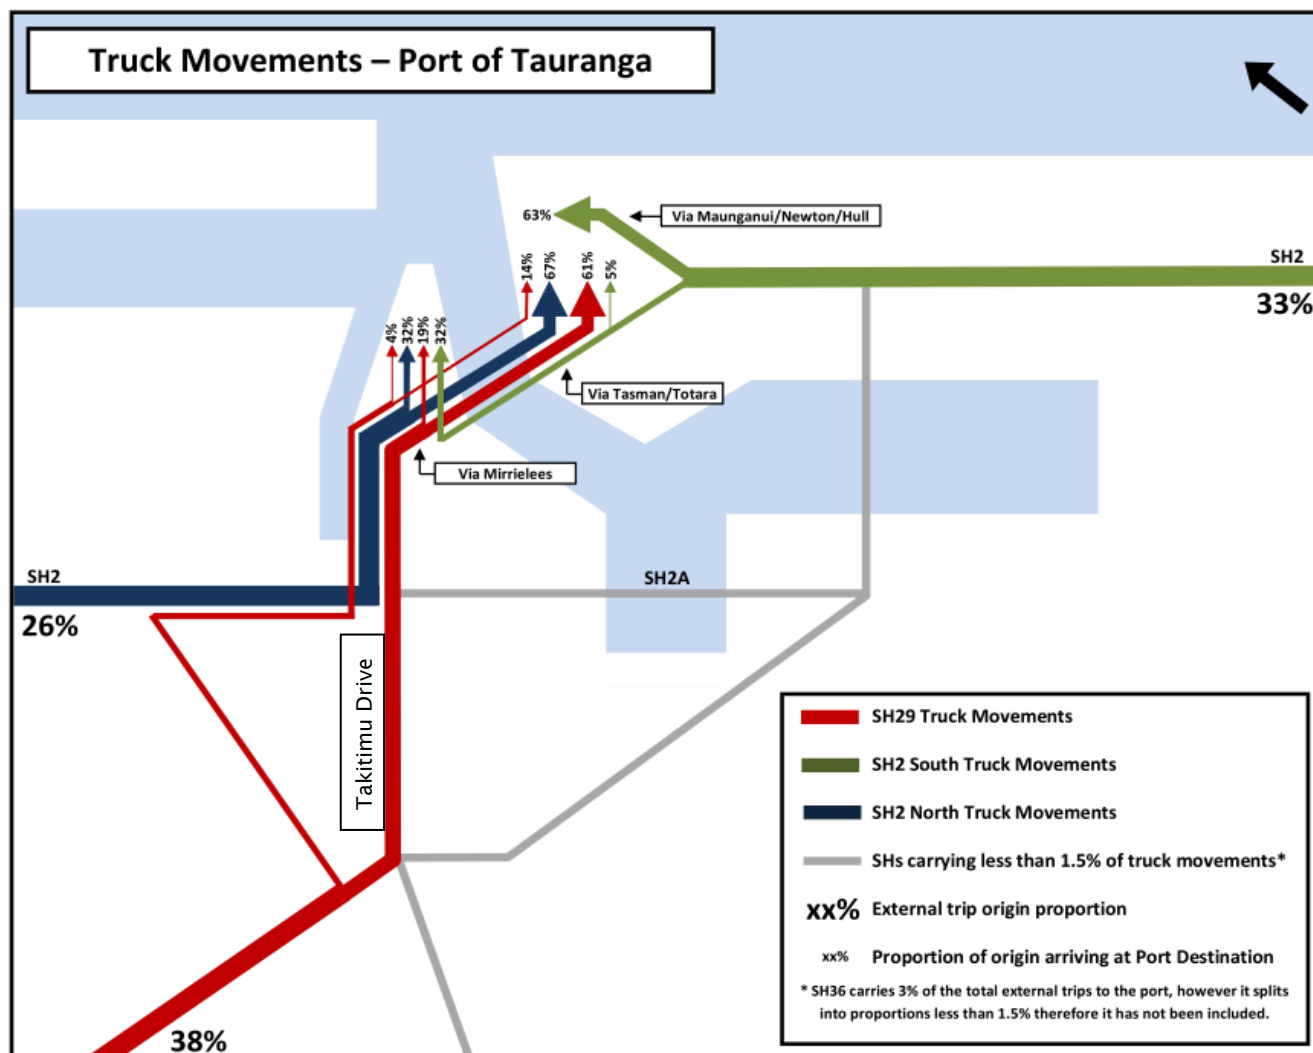 Truck Movements – Port of Tauranga
63%
Via Maunganui/Newton/Hull
SH2
33%
14%
67%
61%
5%
4%
32%
19%
32%
Via Tasman/Totara
Via Mirrielees
SH2
26%
SH2A
Takitimu Drive
38%
SH29 Truck Movements
SH2 South Truck Movements
SH2 North Truck Movements
SHs carrying less than 1.5% of truck movements*
xx% External trip origin proportion
xx% Proportion of origin arriving at Port Destination
* SH36 carries 3% of the total external trips to the port, however it splits
into proportions less than 1.5% therefore it has not been included.